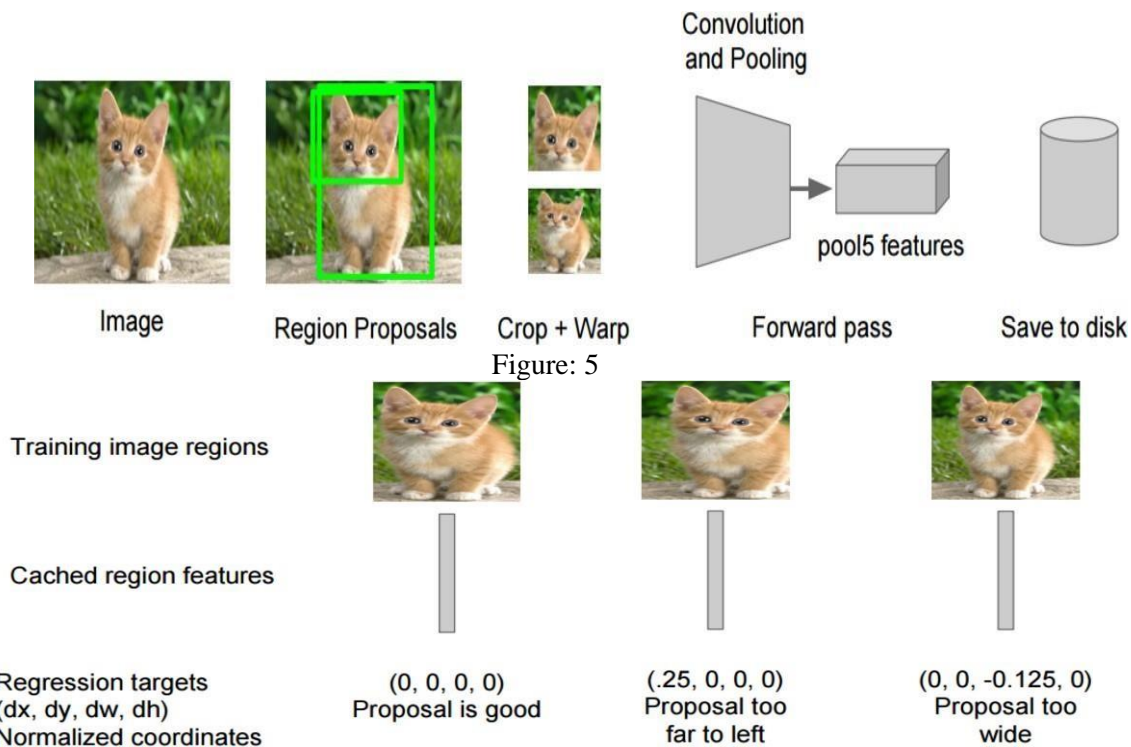 Convolution
and Pooling
pool5 features
Image
Region Proposals
Crop + Warp
Forward pass
Save to disk
Figure: 5
Training image regions
Cached region features
Regression targets
(dx, dy, dw, dh)
Normalized coordinates
(0, 0, 0, 0)
Proposal is good
(.25, 0, 0, 0)
Proposal too
far to left
(0, 0, -0.125, 0)
Proposal too
wide